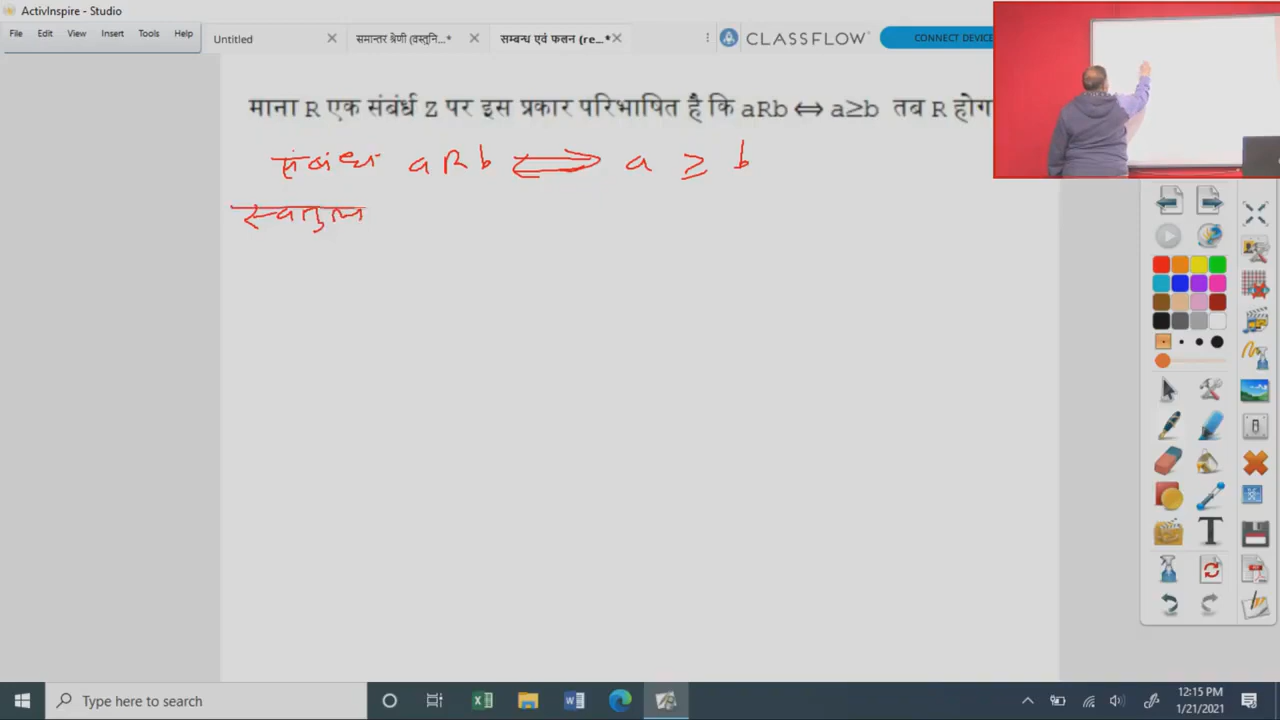 ActivInspire - Studio
File Edit View Insert Tools Help
Untitled
समान्तर श्रेणी (वस्तुनि...*
सम्बन्ध एवं फलन (re...*
CLASSFLOW
CONNECT DEVICE
माना R एक संबंर्ध Z पर इस प्रकार परिभाषित है कि aRb ⇔ a≥b तब R होग
संबंध a R b ⟺ a ≥ b
स्वतुल्य
Type here to search
12:15 PM
1/21/2021